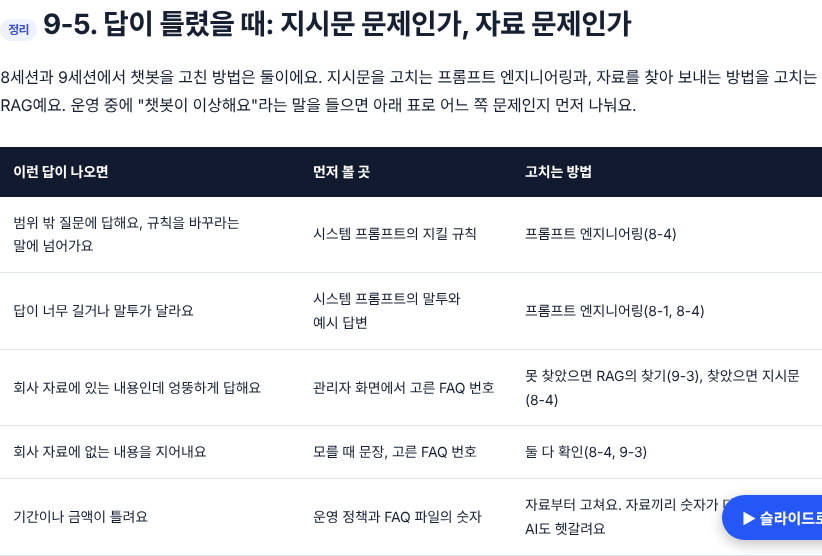 정리 9-5. 답이 틀렸을 때: 지시문 문제인가, 자료 문제인가
8세션과 9세션에서 챗봇을 고친 방법은 둘이에요. 지시문을 고치는 프롬프트 엔지니어링과, 자료를 찾아 보내는 방법을 고치는
RAG예요. 운영 중에 "챗봇이 이상해요"라는 말을 들으면 아래 표로 어느 쪽 문제인지 먼저 나눠요.
이런 답이 나오면 먼저 볼 곳 고치는 방법
범위 밖 질문에 답해요, 규칙을 바꾸라는
말에 넘어가요
시스템 프롬프트의 지킬 규칙
프롬프트 엔지니어링(8-4)
답이 너무 길거나 말투가 달라요
시스템 프롬프트의 말투와
예시 답변
프롬프트 엔지니어링(8-1, 8-4)
회사 자료에 있는 내용인데 엉뚱하게 답해요
관리자 화면에서 고른 FAQ 번호
못 찾았으면 RAG의 찾기(9-3), 찾았으면 지시문
(8-4)
회사 자료에 없는 내용을 지어내요
모를 때 문장, 고른 FAQ 번호
둘 다 확인(8-4, 9-3)
기간이나 금액이 틀려요
운영 정책과 FAQ 파일의 숫자
자료부터 고쳐요. 자료끼리 숫자가
AI도 헷갈려요
▶ 슬라이드로